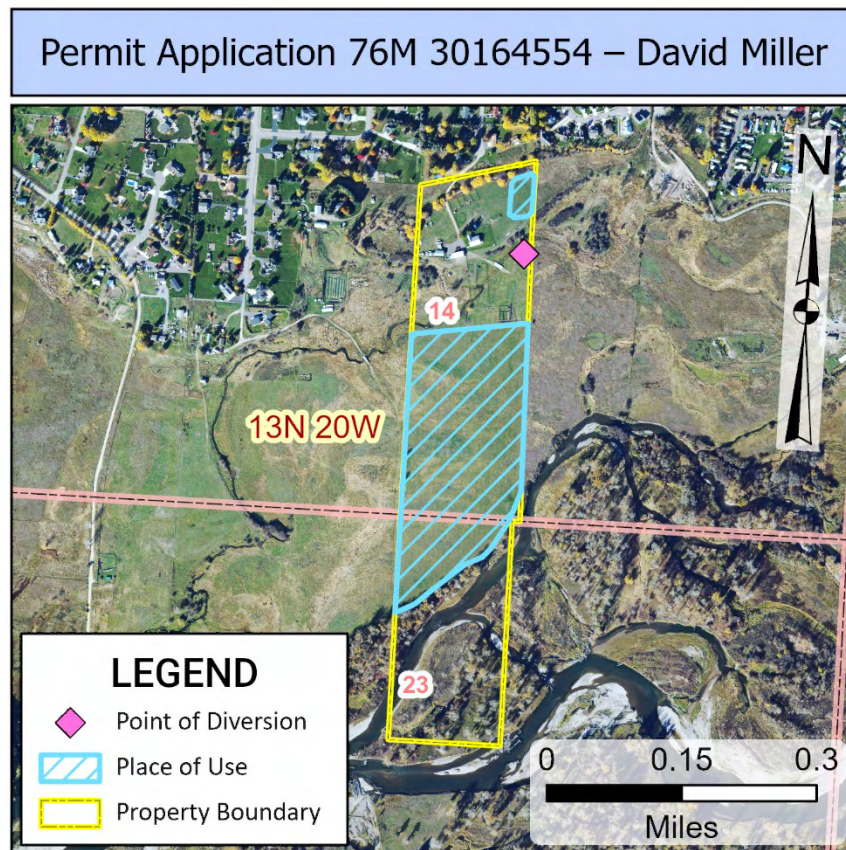 Permit Application 76M 30164554 – David Miller
N
14
13N 20W
23
LEGEND
Point of Diversion
Place of Use
Property Boundary
0 0.15 0.3
Miles